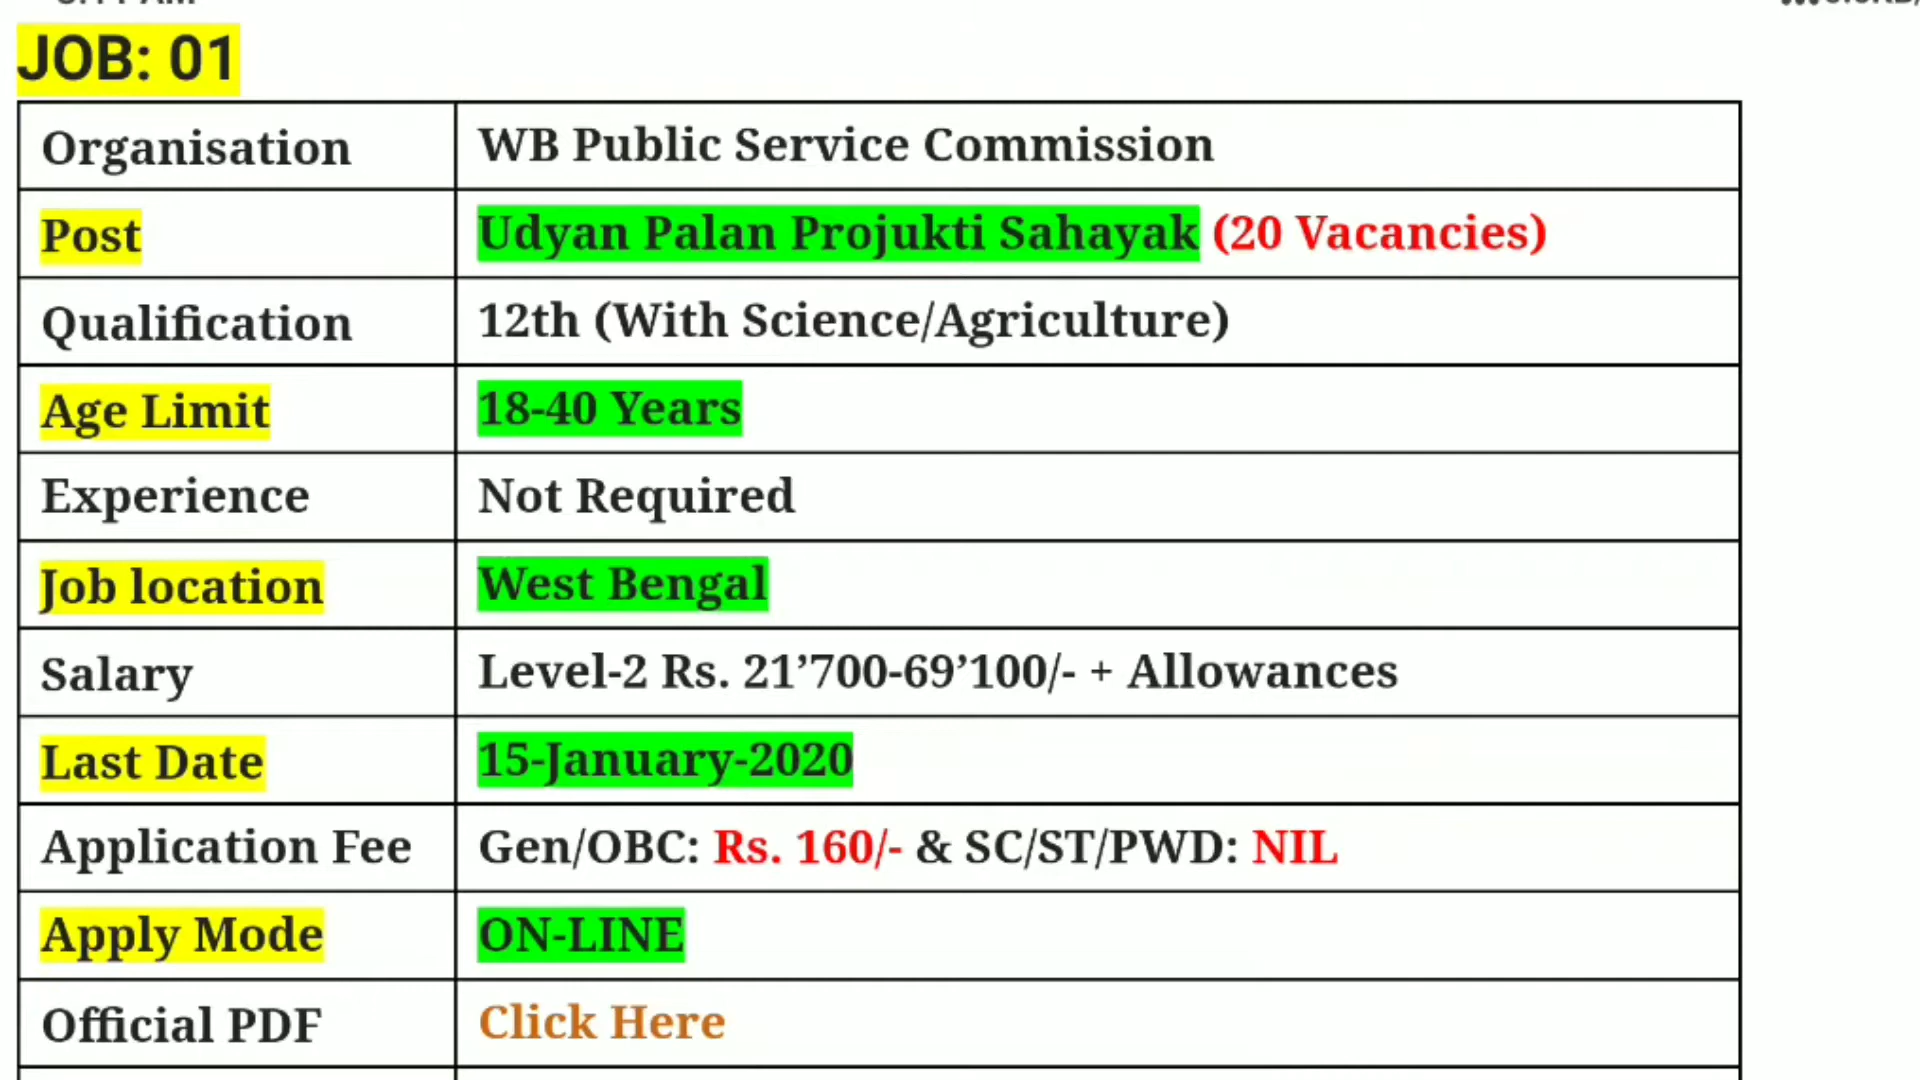 JOB: 01
Organisation WB Public Service Commission
Post Udyan Palan Projukti Sahayak (20 Vacancies)
Qualification 12th (With Science/Agriculture)
Age Limit 18-40 Years
Experience Not Required
Job location West Bengal
Salary Level-2 Rs. 21’700-69’100/- + Allowances
Last Date 15-January-2020
Application Fee Gen/OBC: Rs. 160/- & SC/ST/PWD: NIL
Apply Mode ON-LINE
Official PDF Click Here